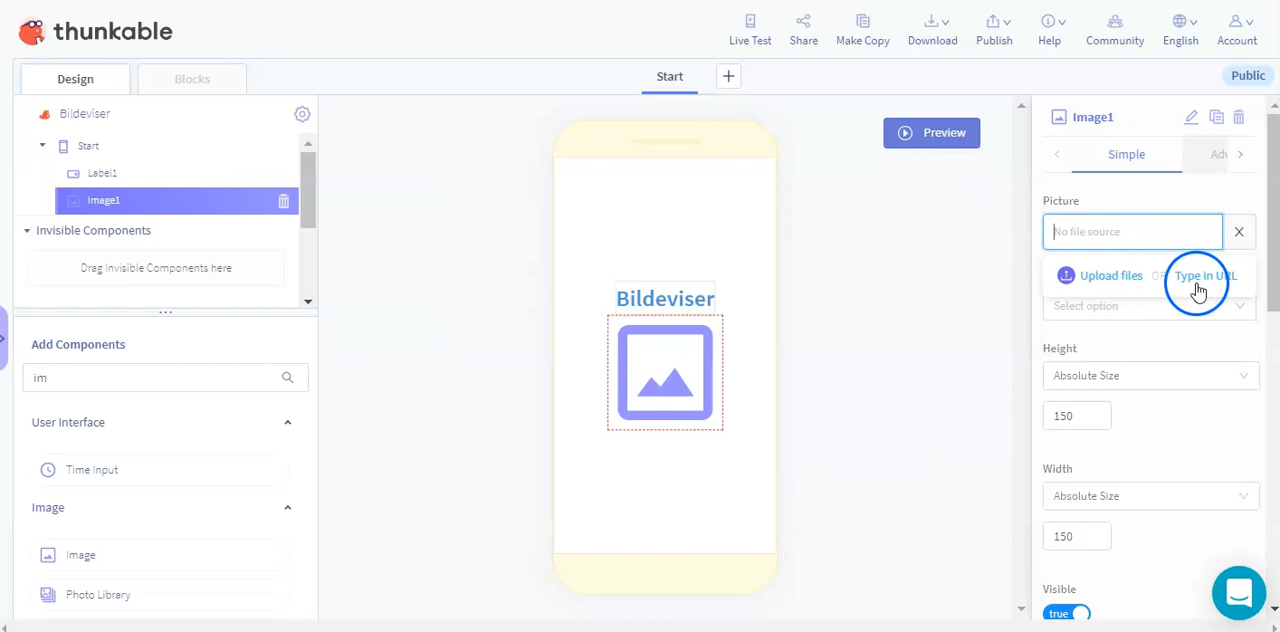 thunkable
Live Test
Share
Make Copy
Download
Publish
Help
Community
English
Account
Design
Blocks
Start
Public
Bildeviser
Start
Label1
Image1
Invisible Components
Drag Invisible Components here
Add Components
im
User Interface
Time Input
Image
Image
Photo Library
Preview
Bildeviser
Image1
Simple
Picture
No file source
Upload files
Type in URL
Select option
Height
Absolute Size
150
Width
Absolute Size
150
Visible
true